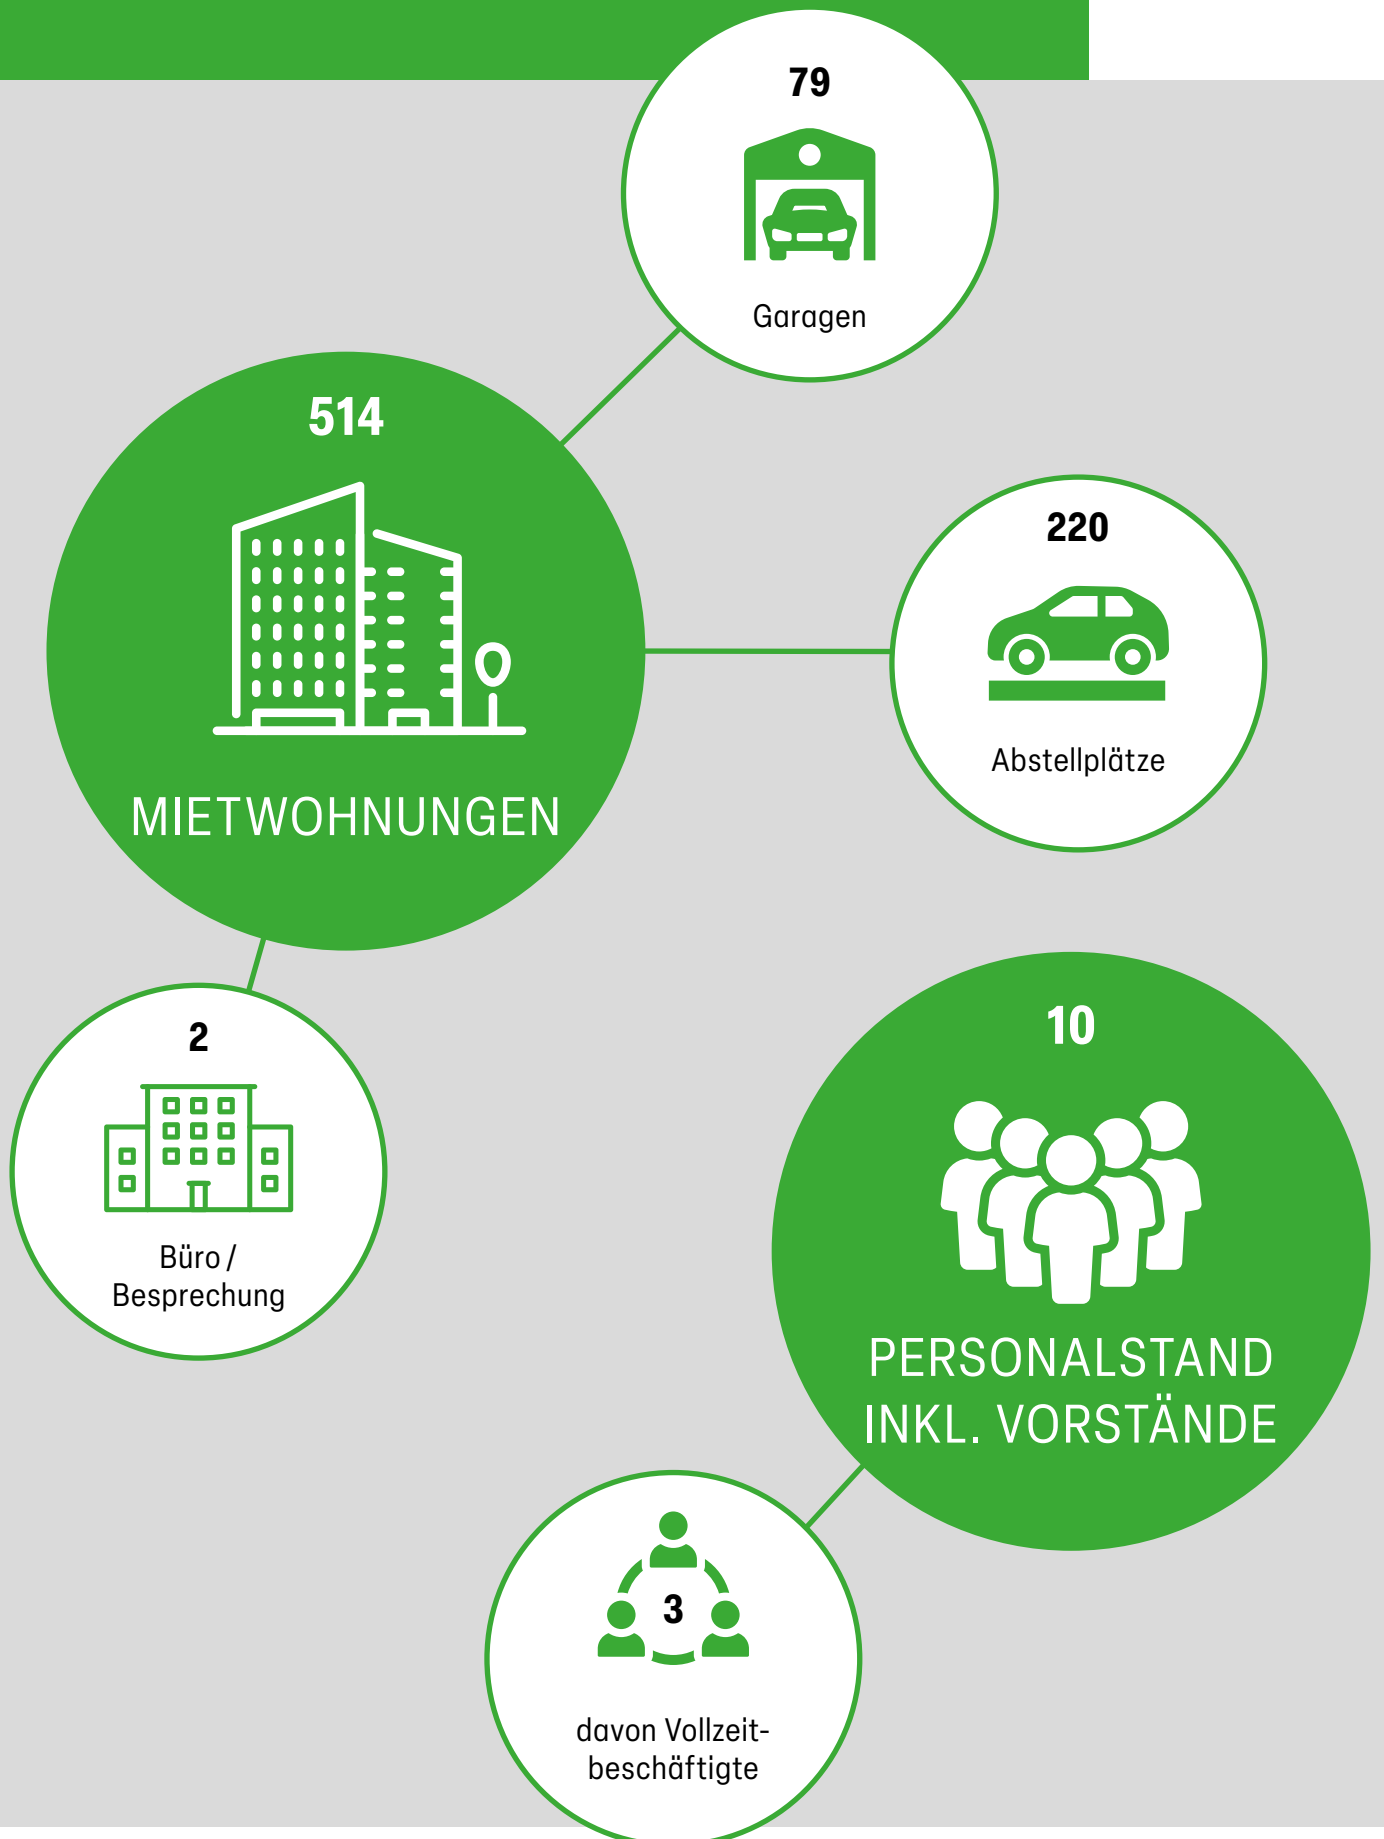 79
Garagen
514
MIETWOHNUNGEN
220
Abstellplätze
2
Büro /
Besprechung
10
PERSONALSTAND
INKL. VORSTÄNDE
3
davon Vollzeit-
beschäftigte